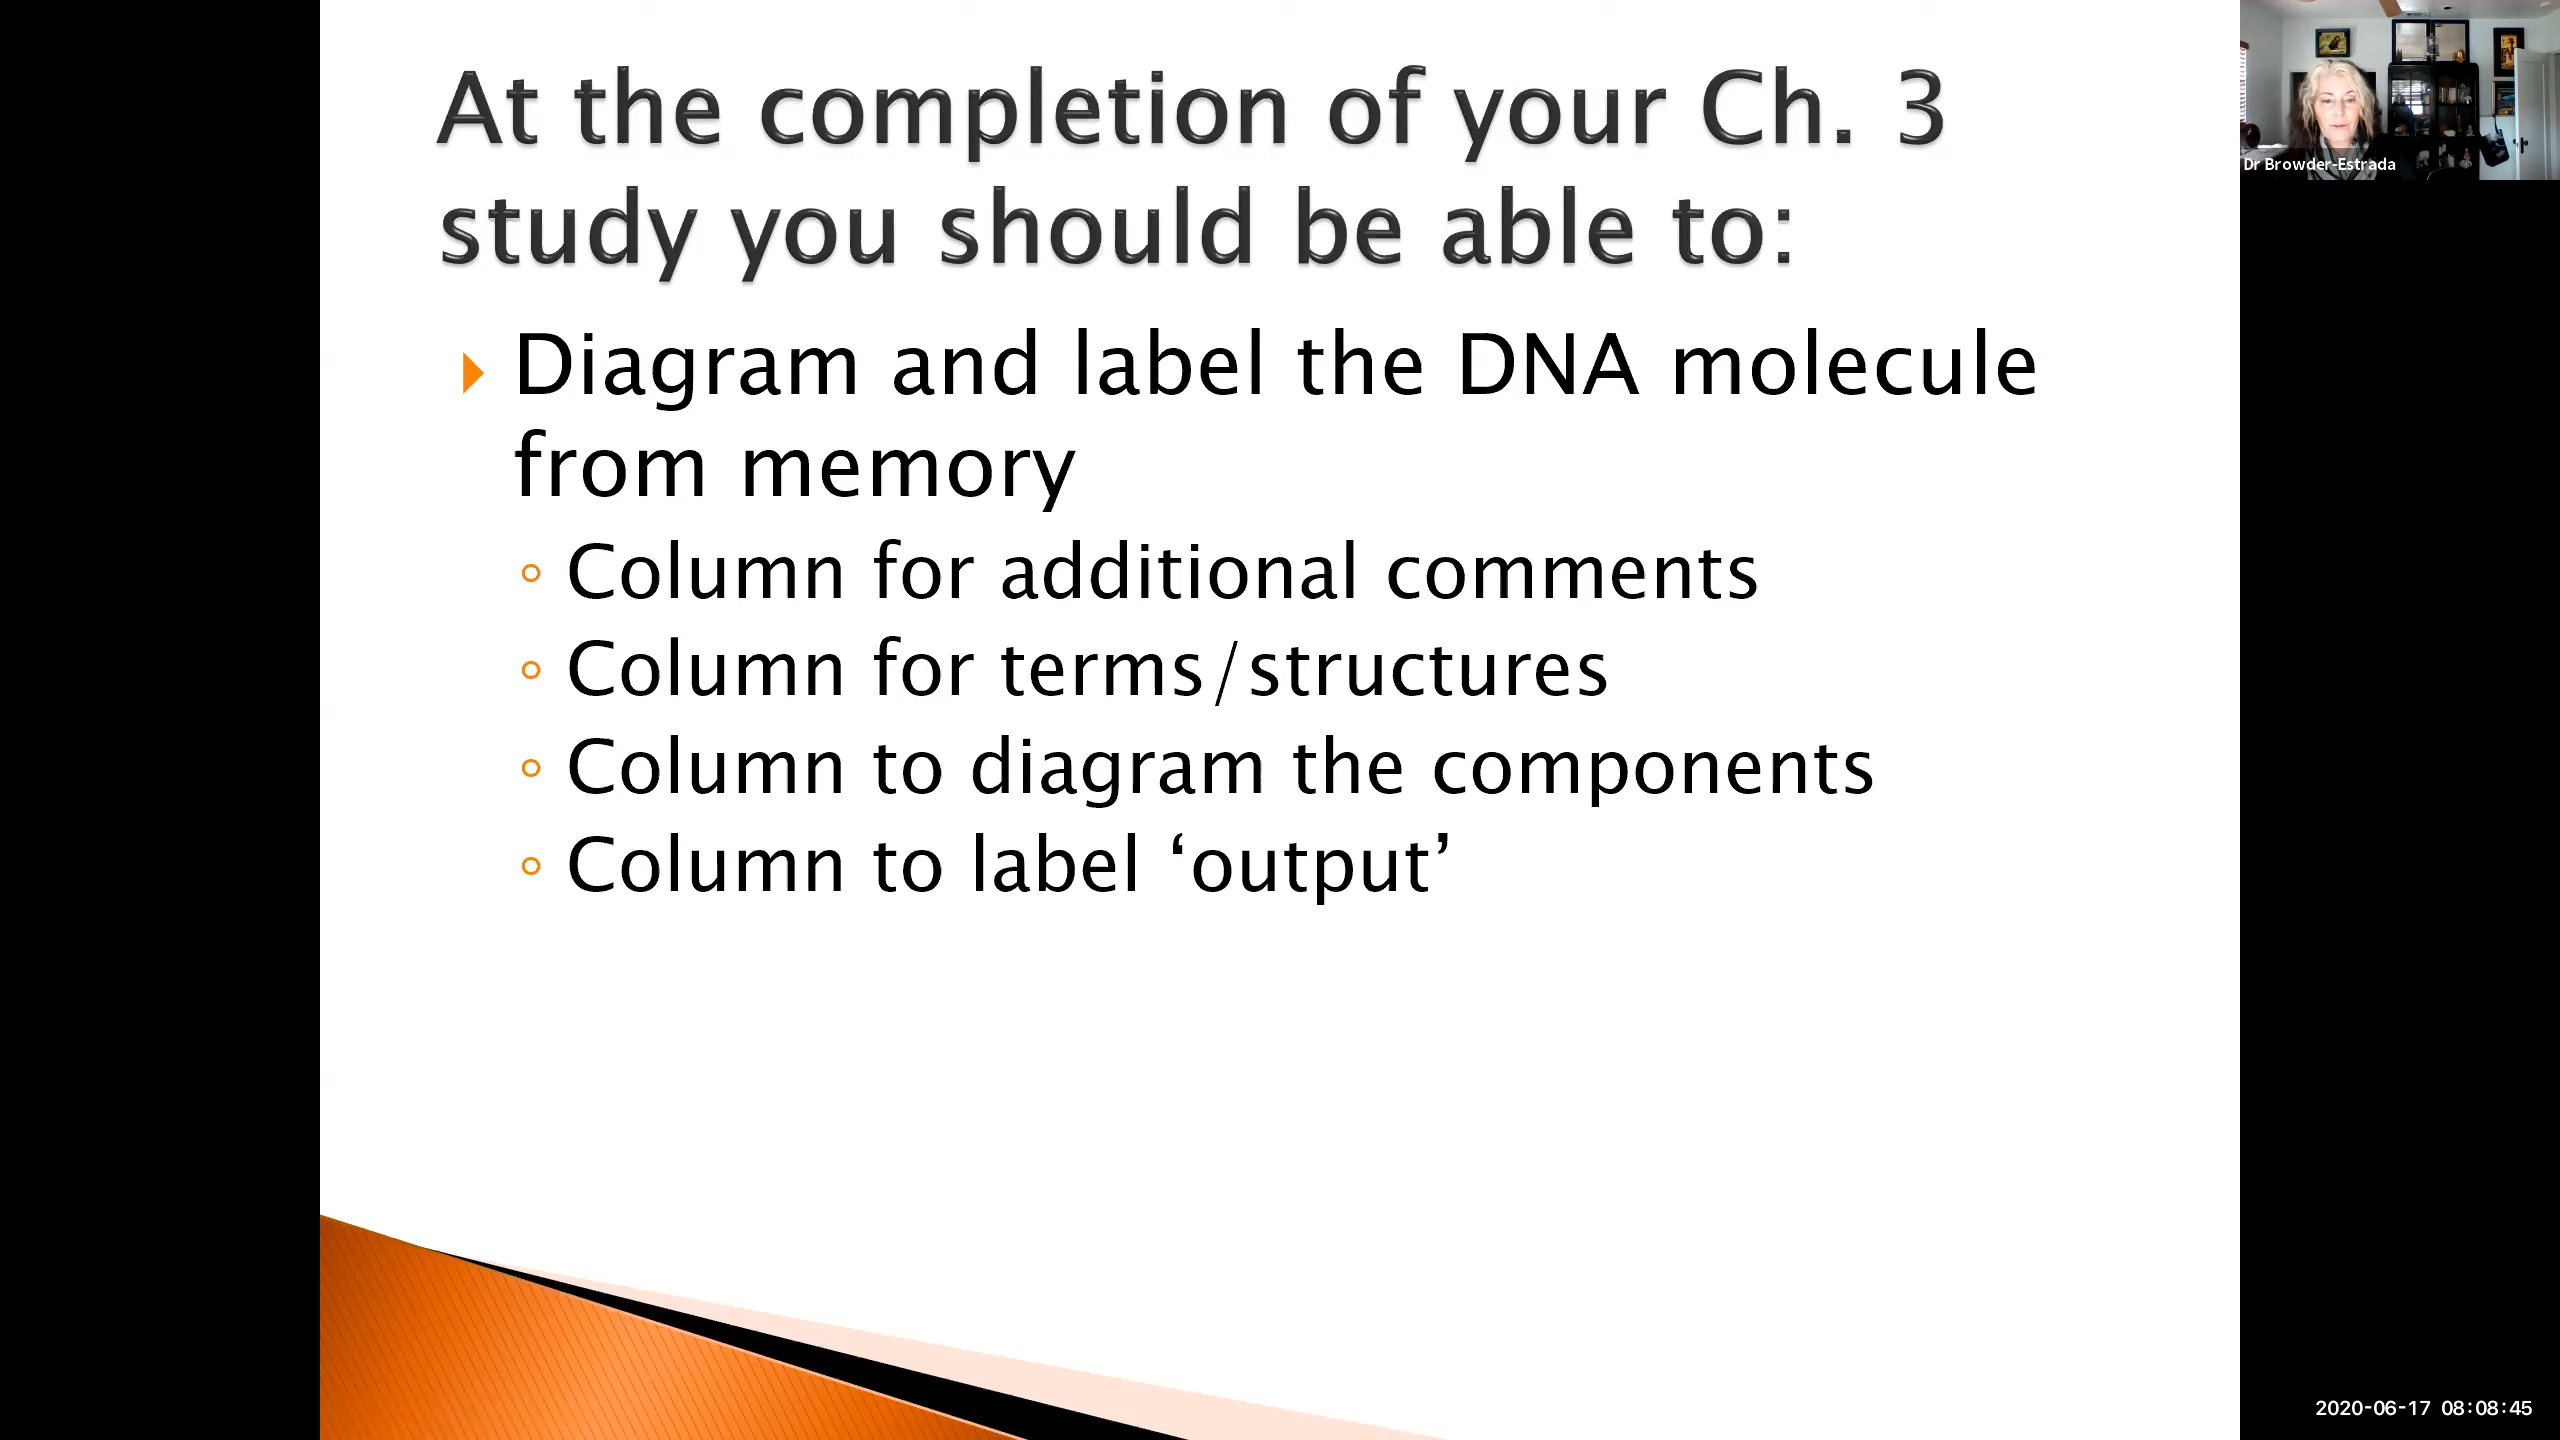 At the completion of your Ch. 3
study you should be able to:
Diagram and label the DNA molecule
from memory
Column for additional comments
Column for terms/structures
Column to diagram the components
Column to label ‘output’
Dr Browder-Estrada
2020-06-17 08:08:45